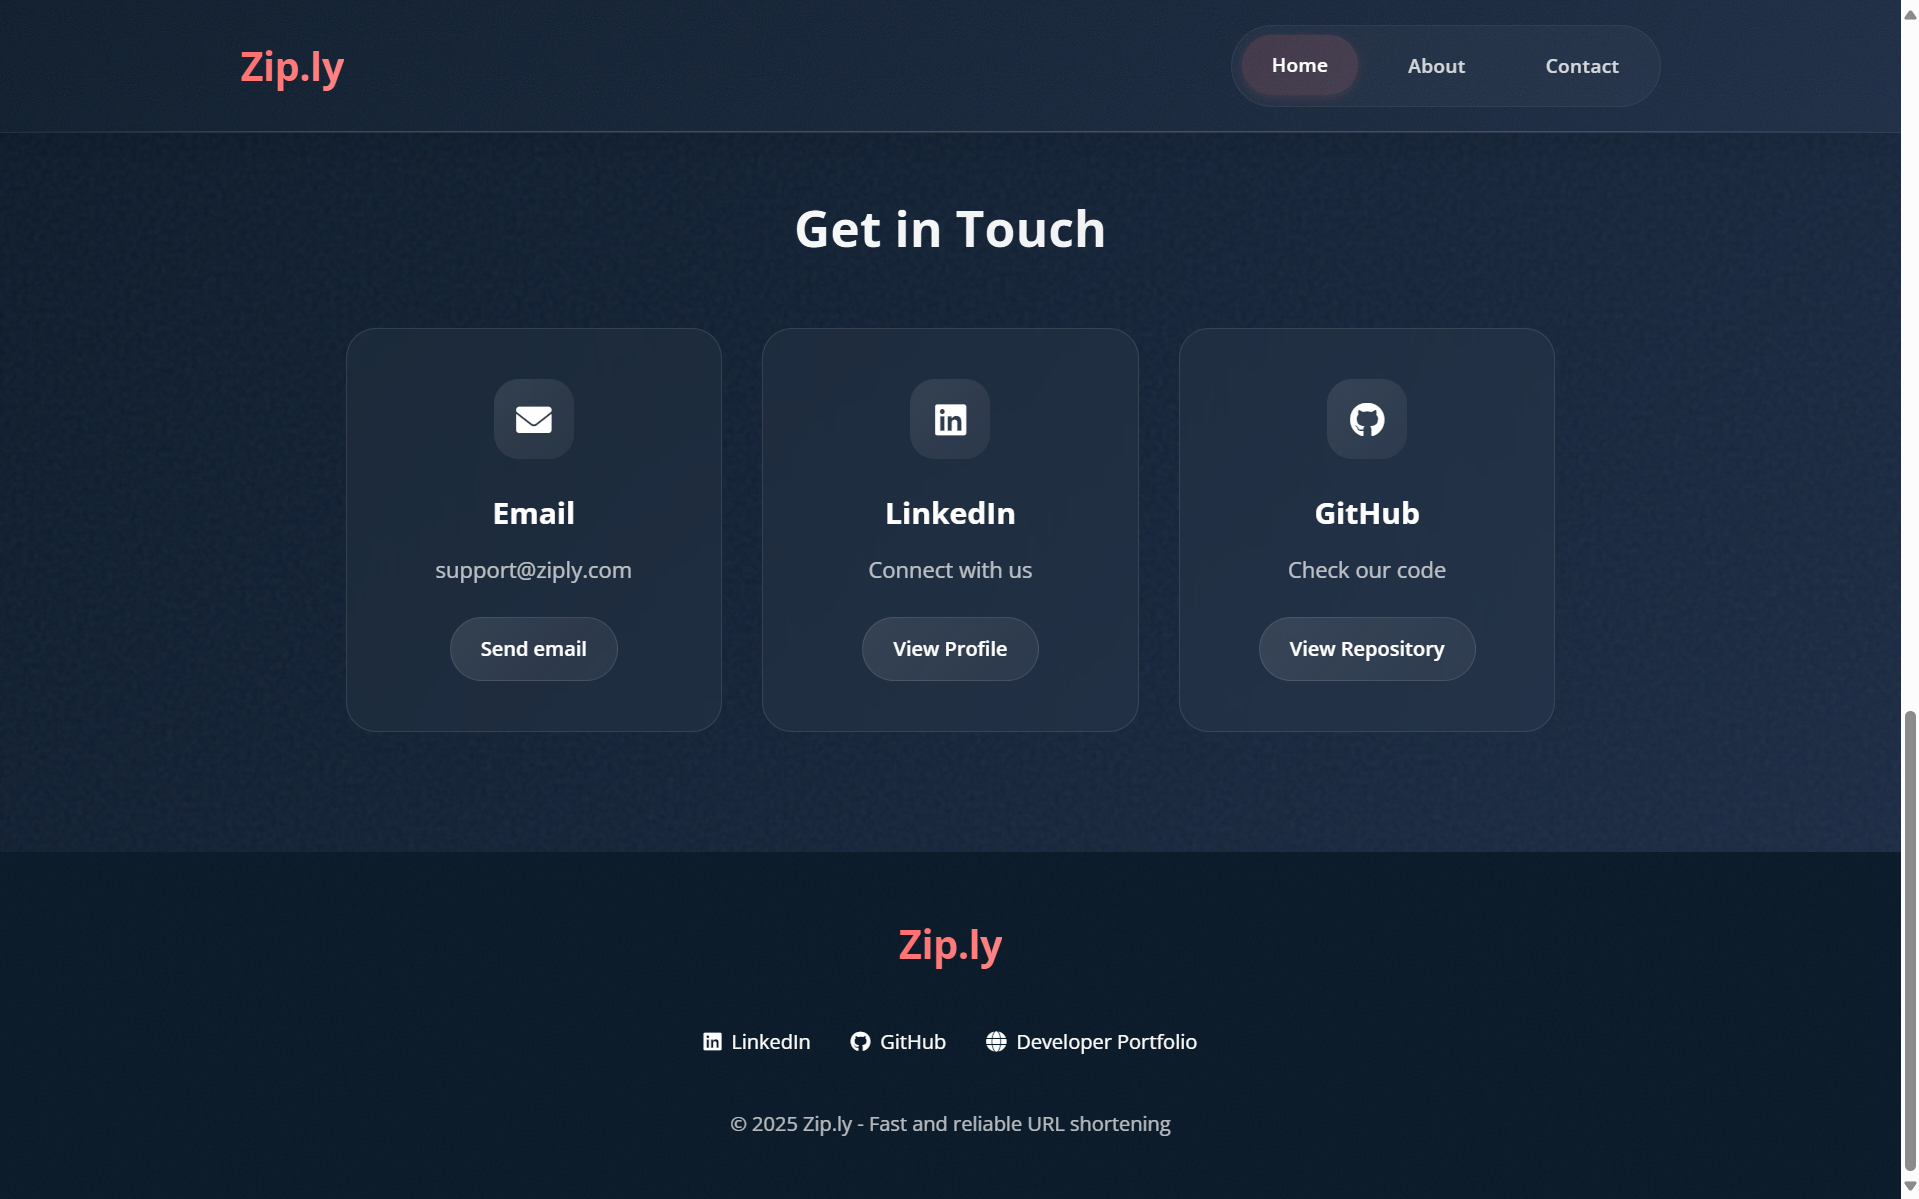 Zip.ly
Home About Contact
Get in Touch
Email
support@ziply.com
Send email
LinkedIn
Connect with us
View Profile
GitHub
Check our code
View Repository
Zip.ly
LinkedIn GitHub Developer Portfolio
© 2025 Zip.ly - Fast and reliable URL shortening